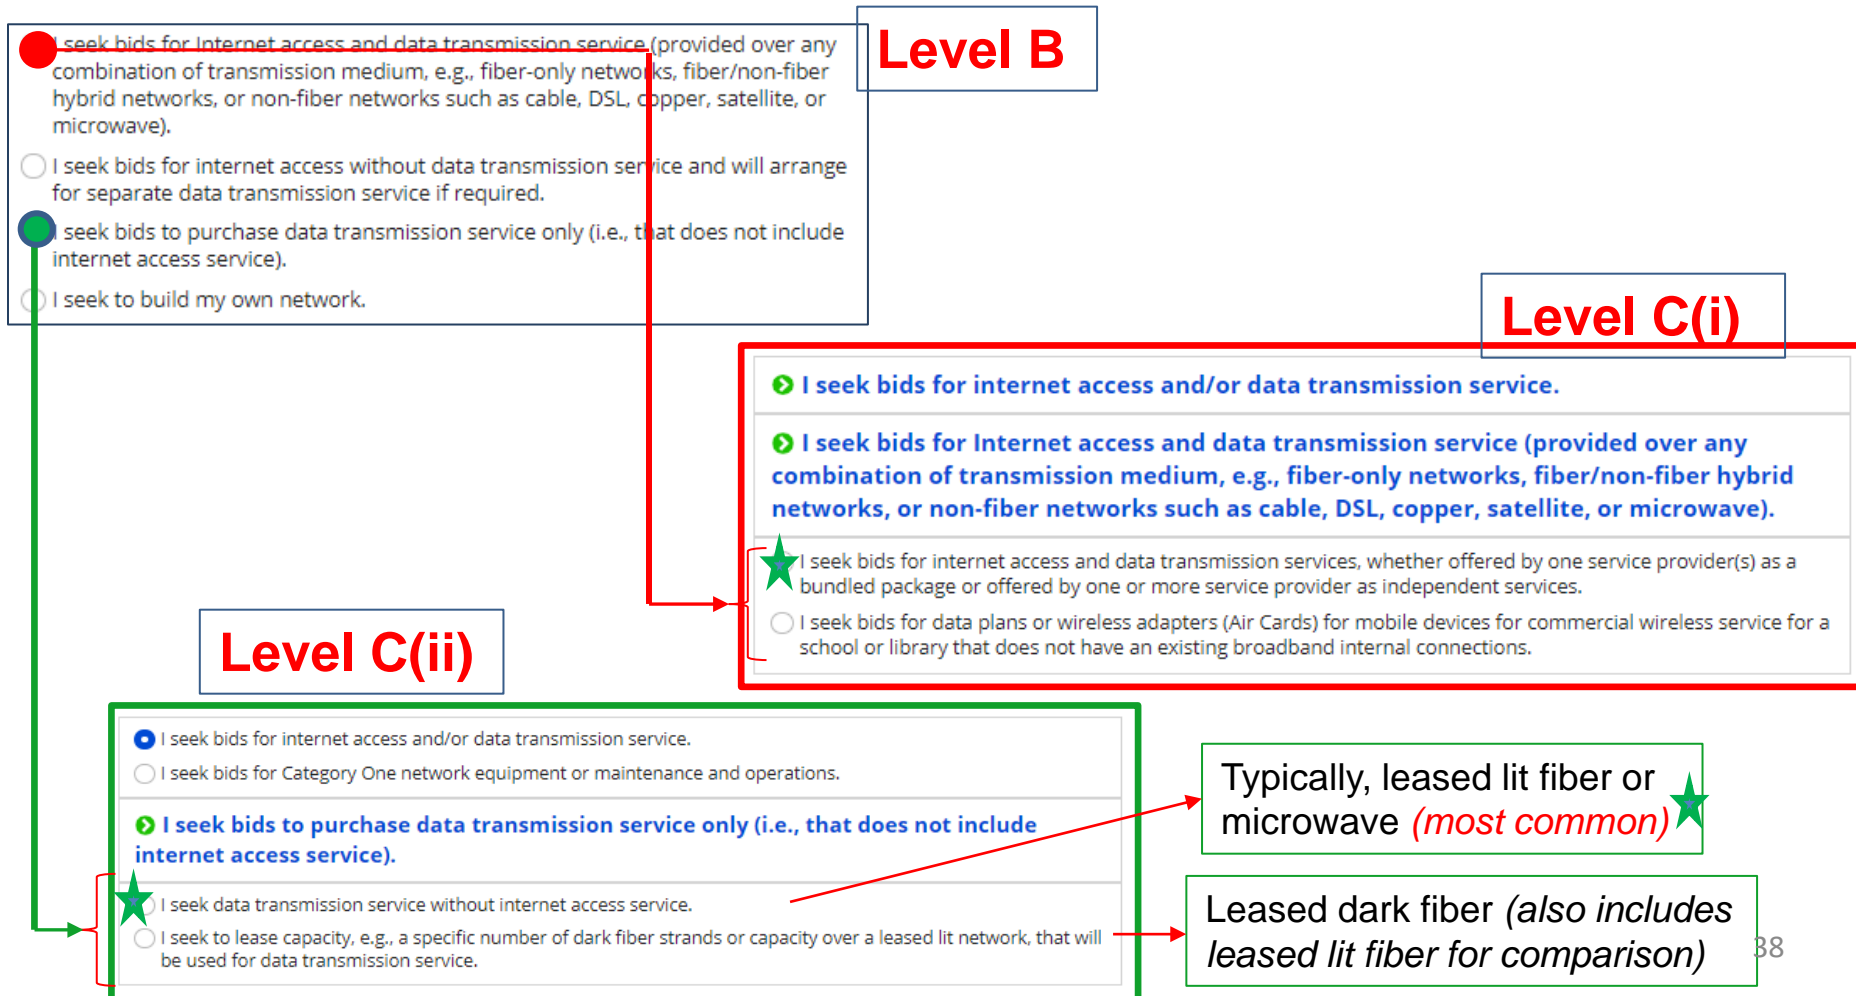 Level B
I seek bids for Internet access and data transmission service (provided over any
combination of transmission medium, e.g., fiber-only networks, fiber/non-fiber
hybrid networks, or non-fiber networks such as cable, DSL, copper, satellite, or
microwave).
I seek bids for internet access without data transmission service and will arrange
for separate data transmission service if required.
I seek bids to purchase data transmission service only (i.e., that does not include
internet access service).
I seek to build my own network.
Level C(i)
I seek bids for internet access and/or data transmission service.
I seek bids for Internet access and data transmission service (provided over any
combination of transmission medium, e.g., fiber-only networks, fiber/non-fiber hybrid
networks, or non-fiber networks such as cable, DSL, copper, satellite, or microwave).
I seek bids for internet access and data transmission services, whether offered by one service provider(s) as a
bundled package or offered by one or more service provider as independent services.
I seek bids for data plans or wireless adapters (Air Cards) for mobile devices for commercial wireless service for a
school or library that does not have an existing broadband internal connections.
Level C(ii)
I seek bids for internet access and/or data transmission service.
I seek bids for Category One network equipment or maintenance and operations.
I seek bids to purchase data transmission service only (i.e., that does not include
internet access service).
I seek data transmission service without internet access service.
I seek to lease capacity, e.g., a specific number of dark fiber strands or capacity over a leased lit network, that will
be used for data transmission service.
Typically, leased lit fiber or
microwave (most common)
Leased dark fiber (also includes
leased lit fiber for comparison)
38